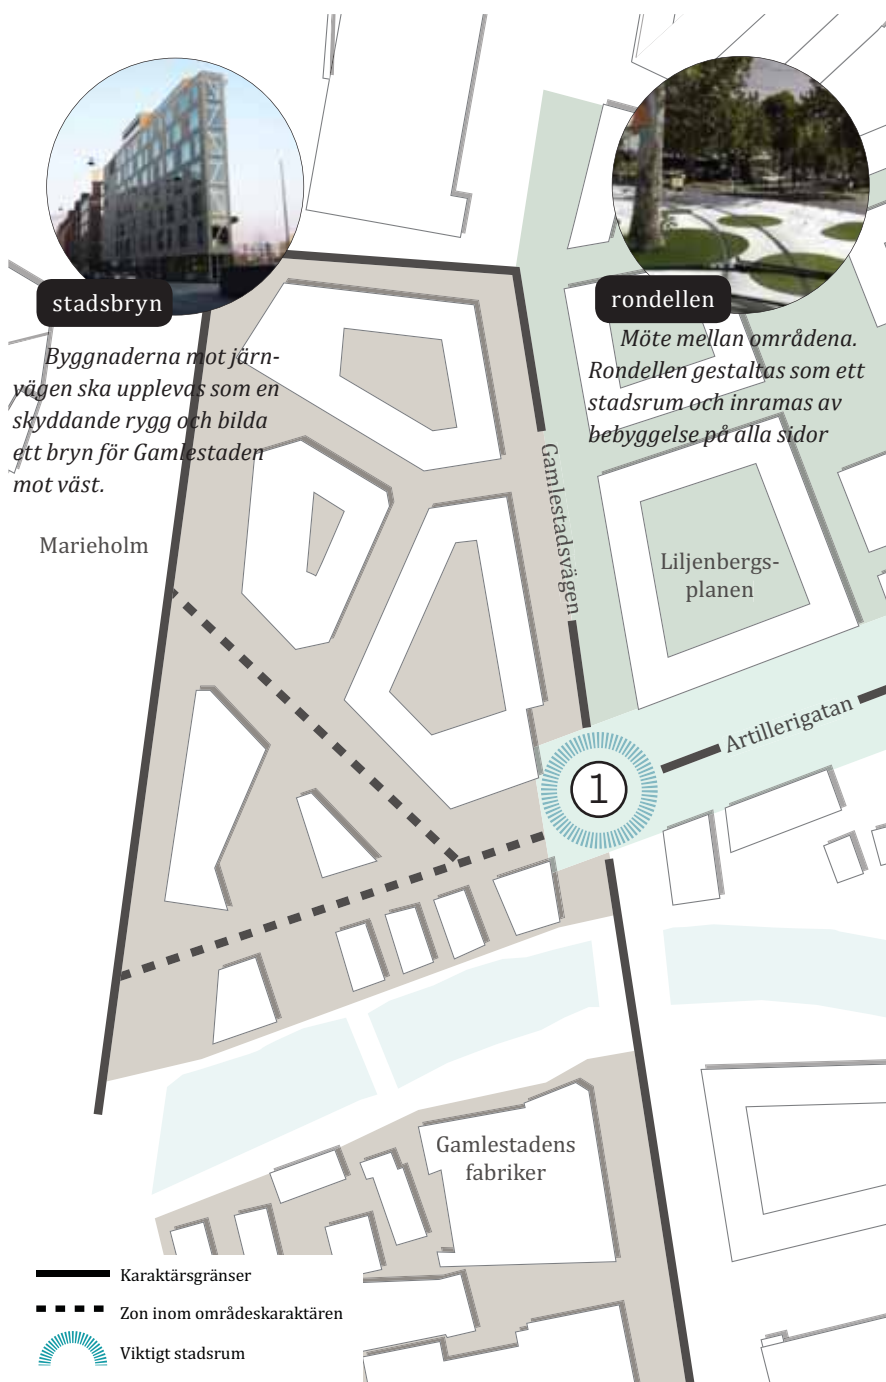 stadsbryn
Byggnaderna mot järn-
vägen ska upplevas som en
skyddande rygg och bilda
ett bryn för Gamlestaden
mot väst.
rondellen
Möte mellan områdena.
Rondellen gestaltas som ett
stadsrum och inramas av
bebyggelse på alla sidor
Marieholm
Gamlestadsvägen
Liljenbergs-
planen
Artillerigatan
1
Gamlestadens
fabriker
Karaktärsgränser
Zon inom områdeskaraktären
Viktigt stadsrum